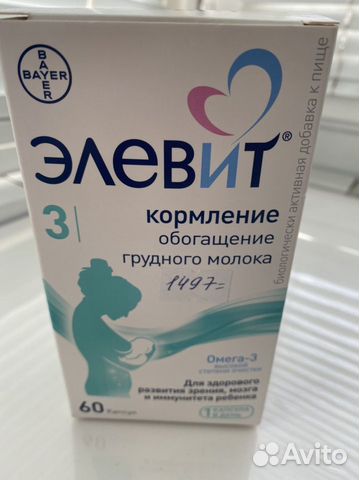 BAYER
BAYER
ЭЛЕВИТ®
3
кормление
обогащение
грудного молока
1497=
Омега-3
ВЫСОКОЙ
СТЕПЕНИ ОЧИСТКИ
Для здорового
развития зрения, мозга
и иммунитета ребенка
60 капсул
1 КАПСУЛА
В ДЕНЬ
биологически активная добавка к пище
Avito